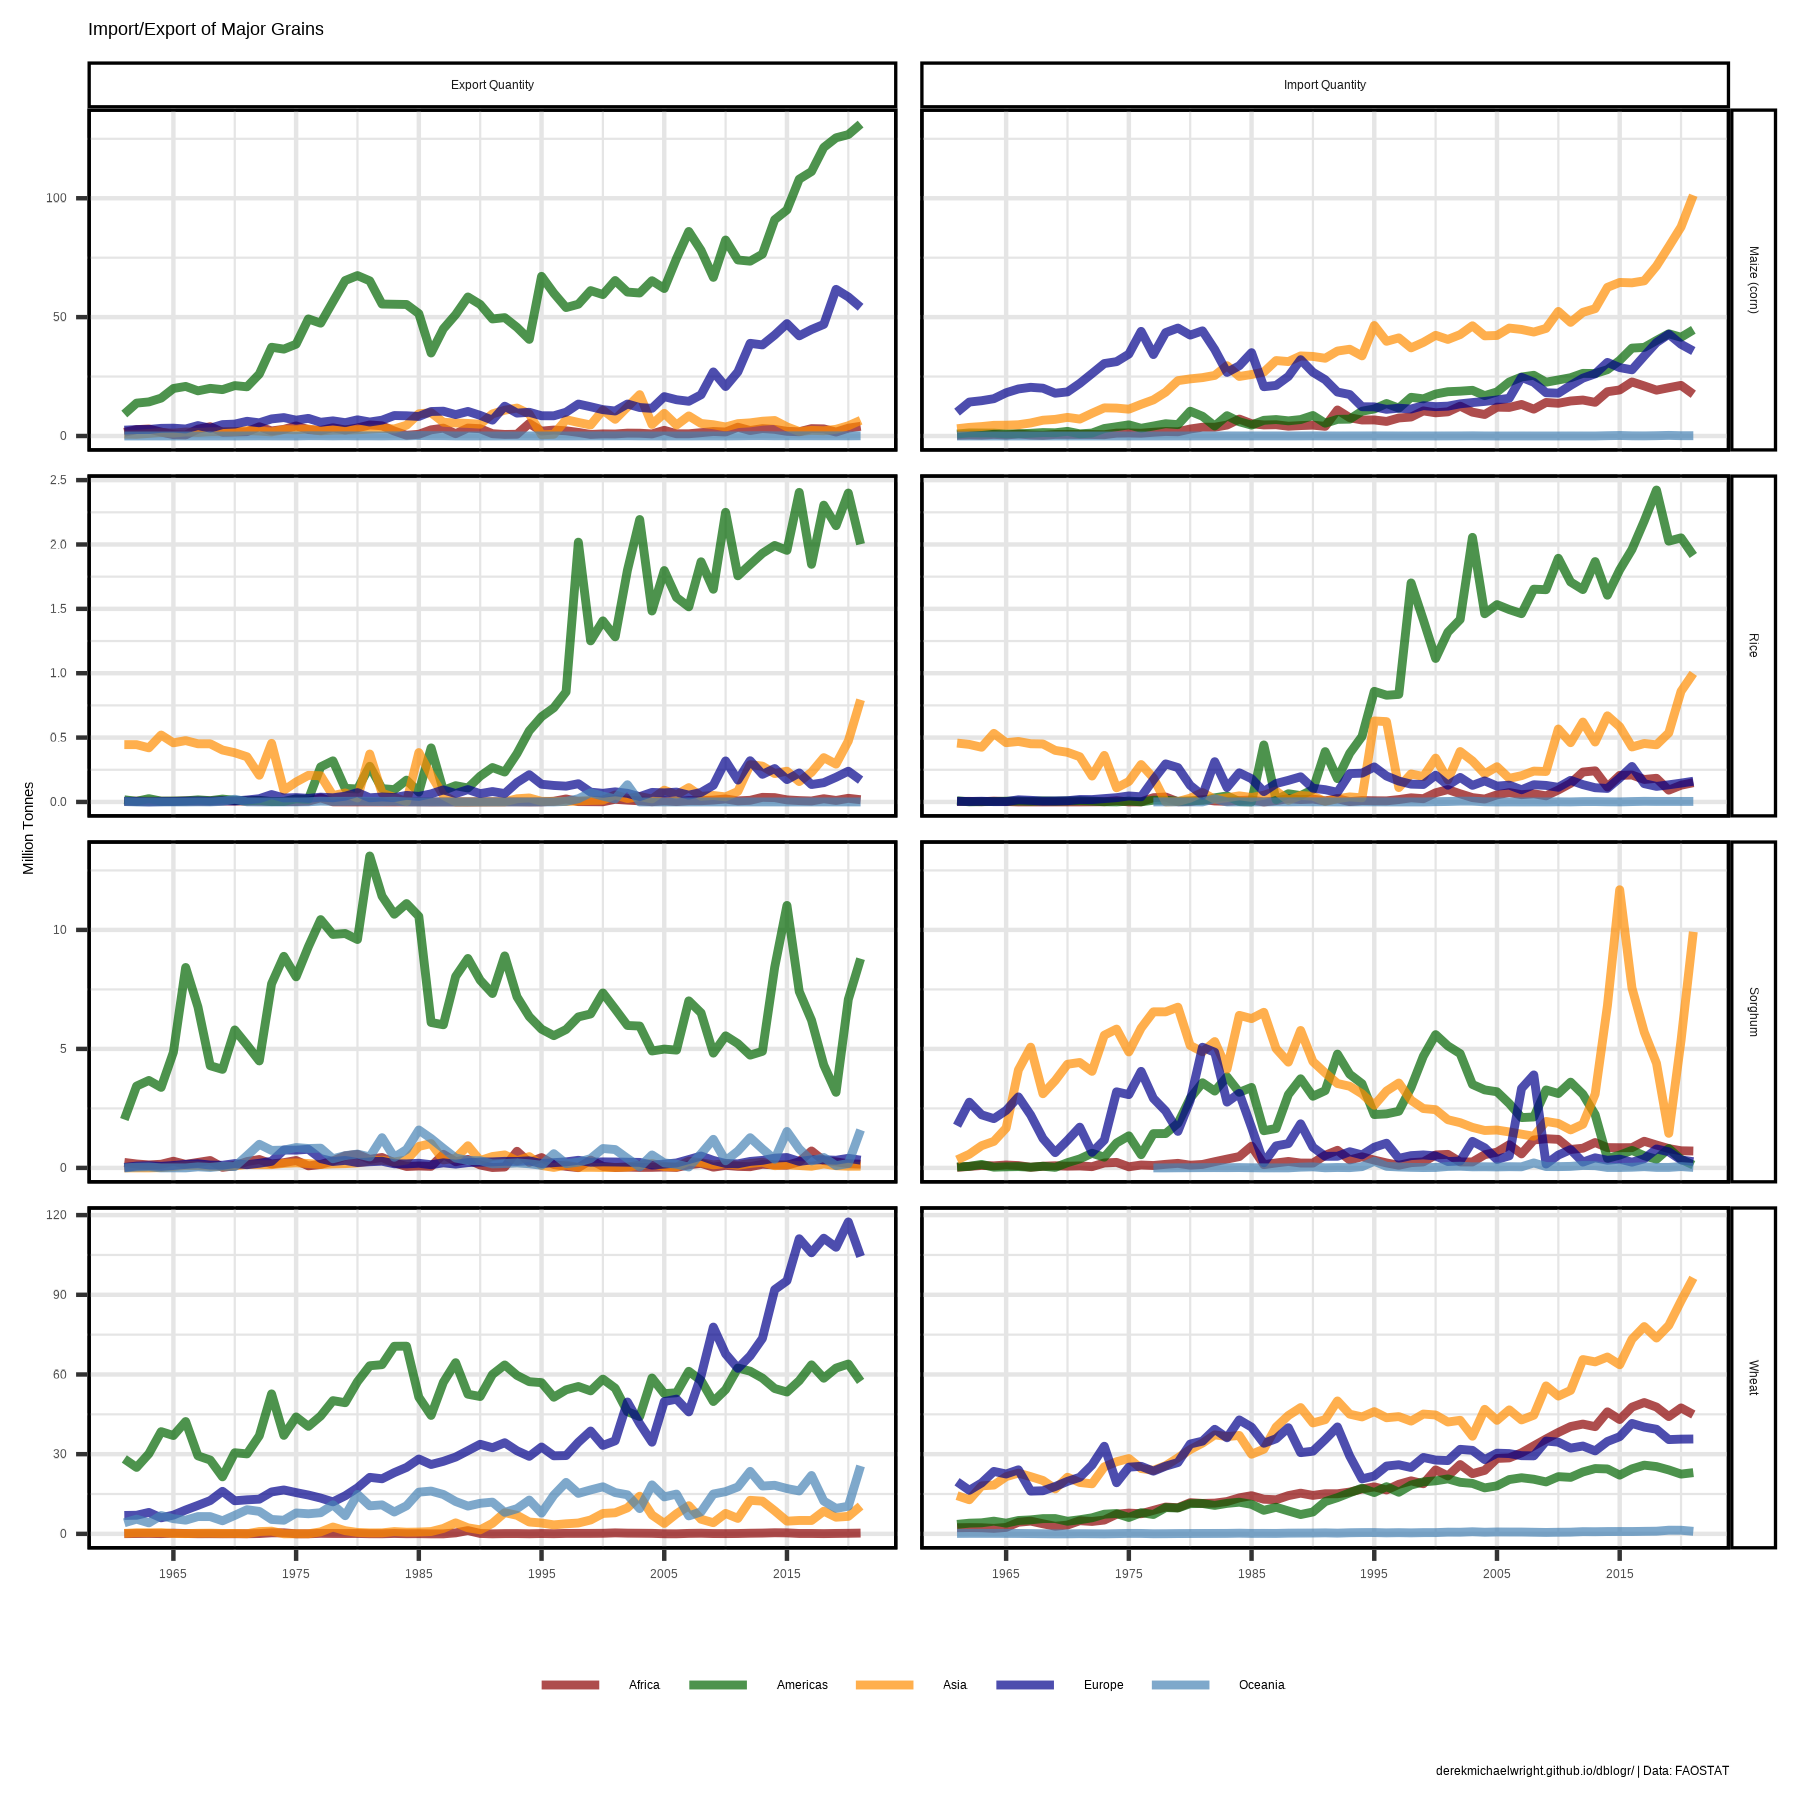 Import/Export of Major Grains
Export Quantity
Import Quantity
Million Tonnes
100
50
0
Maize (corn)
2.5
2.0
1.5
1.0
0.5
0.0
Rice
10
5
0
Sorghum
120
90
60
30
0
Wheat
1965 1975 1985 1995 2005 2015
1965 1975 1985 1995 2005 2015
Africa Americas Asia Europe Oceania
derekmichaelwright.github.io/dblogr/ | Data: FAOSTAT